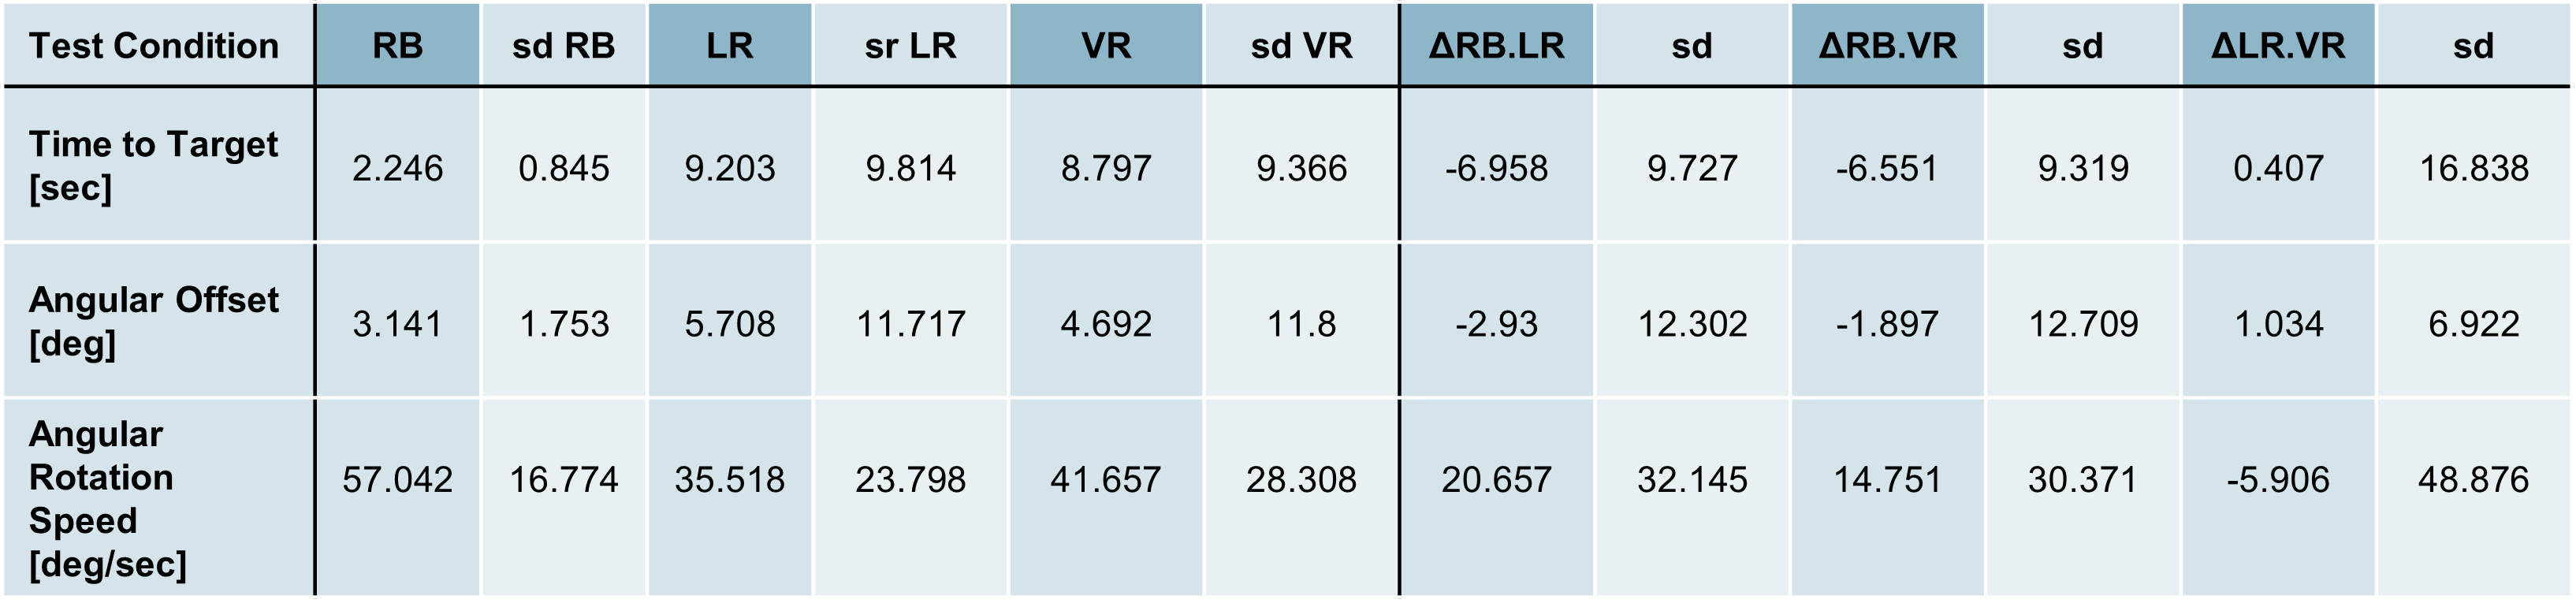 Test Condition RB sd RB LR sr LR VR sd VR ΔRB.LR sd ΔRB.VR sd ΔLR.VR sd
Time to Target
[sec]
2.246 0.845 9.203 9.814 8.797 9.366 -6.958 9.727 -6.551 9.319 0.407 16.838
Angular Offset
[deg]
3.141 1.753 5.708 11.717 4.692 11.8 -2.93 12.302 -1.897 12.709 1.034 6.922
Angular
Rotation
Speed
[deg/sec]
57.042 16.774 35.518 23.798 41.657 28.308 20.657 32.145 14.751 30.371 -5.906 48.876